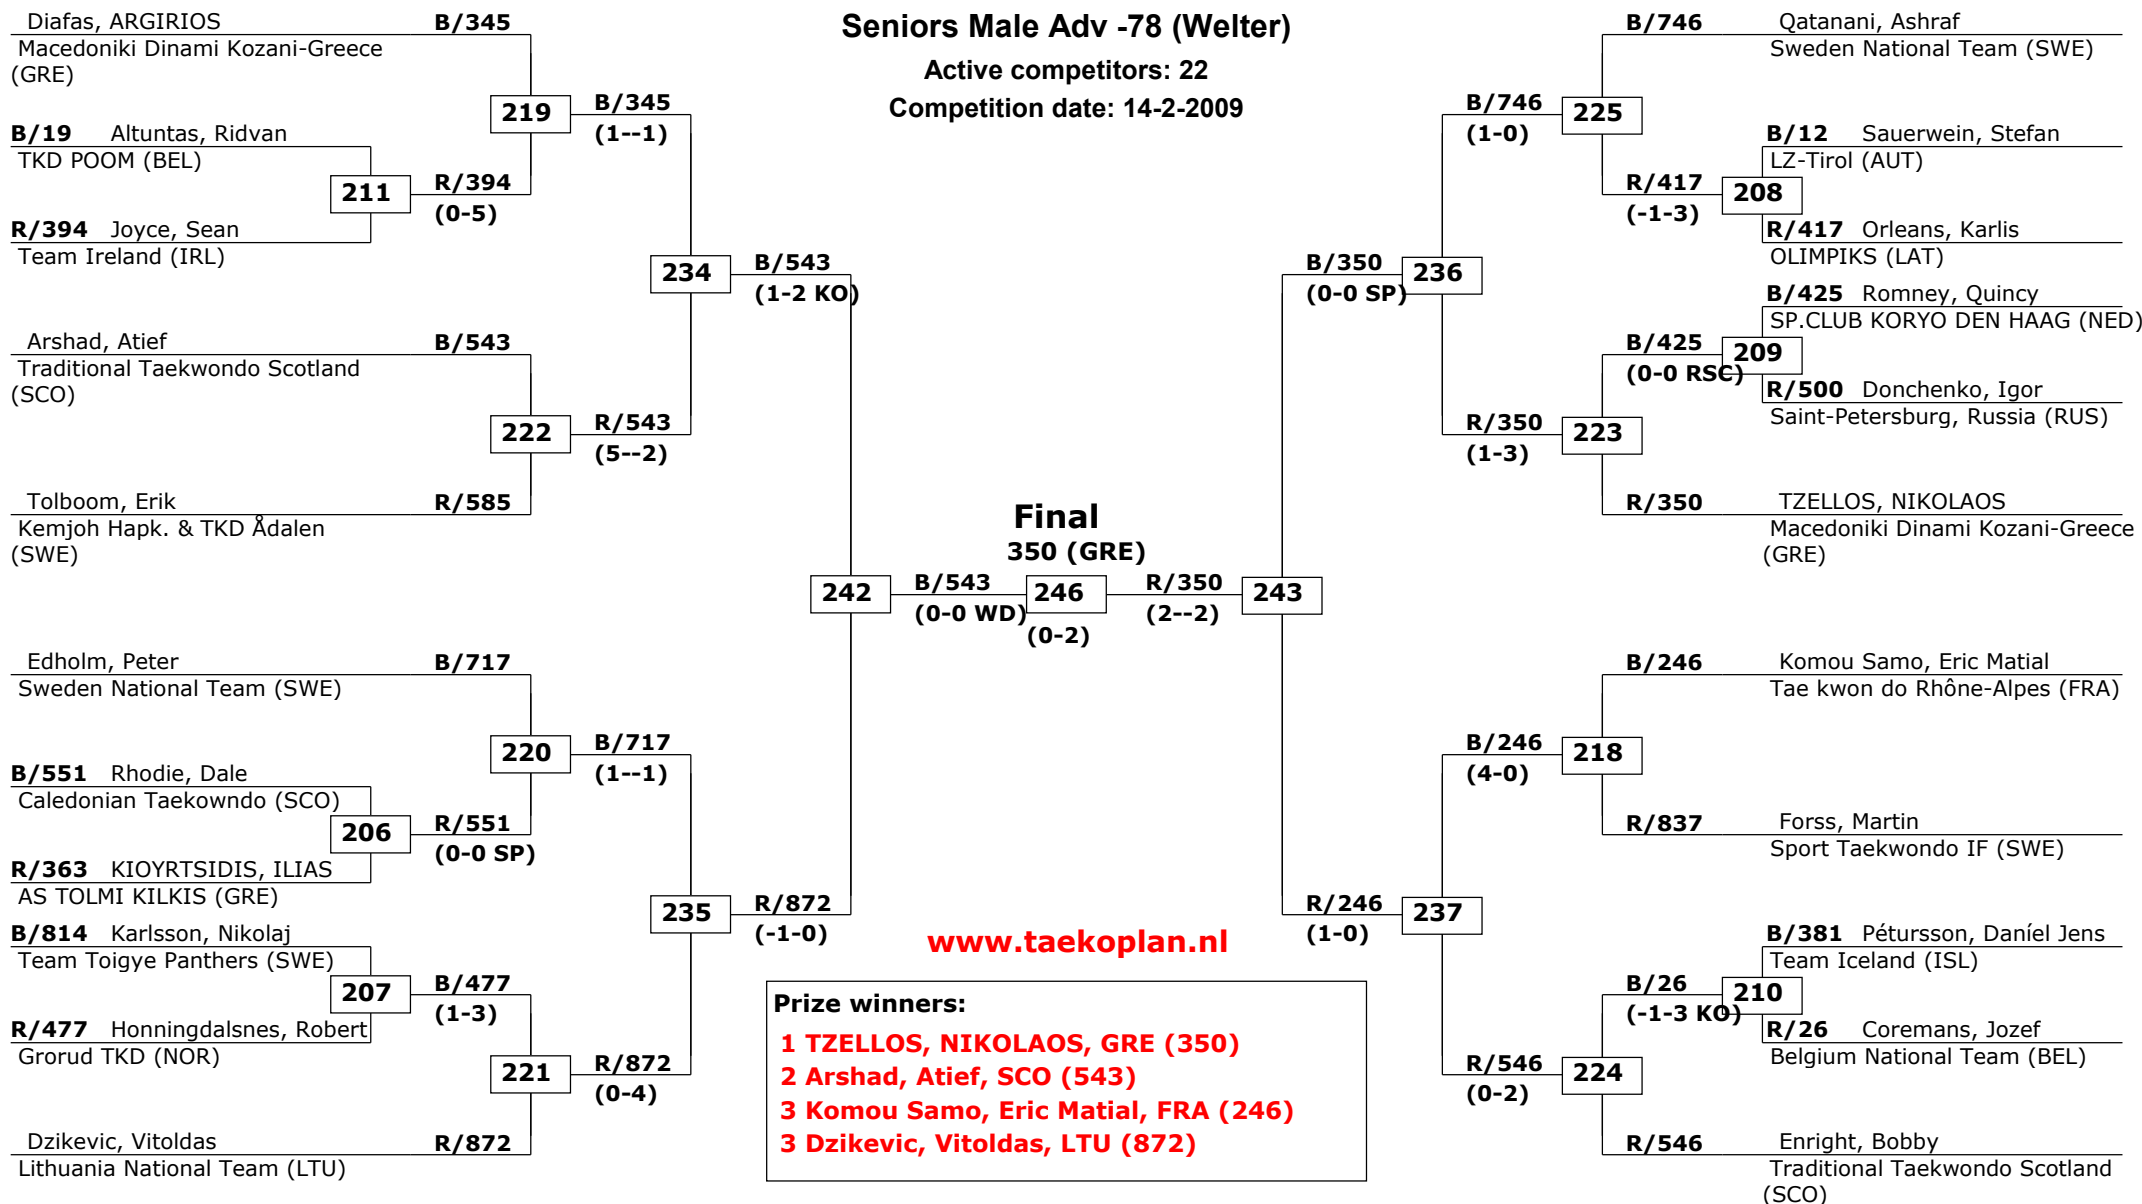 Seniors Male Adv -78 (Welter)
Active competitors: 22
Competition date: 14-2-2009
Diafas, ARGIRIOS
B/345
Macedoniki Dinami Kozani-Greece
(GRE)
219
B/345
(1--1)
B/19 Altuntas, Ridvan
TKD POOM (BEL)
211
R/394
(0-5)
R/394 Joyce, Sean
Team Ireland (IRL)
234
B/543
(1-2 KO)
Arshad, Atief
B/543
Traditional Taekwondo Scotland
(SCO)
222
R/543
(5--2)
Tolboom, Erik
R/585
Kemjoh Hapk. & TKD Ådalen
(SWE)
242
B/543
(0-0 WD)
Edholm, Peter
B/717
Sweden National Team (SWE)
220
B/717
(1--1)
B/551 Rhodie, Dale
Caledonian Taekowndo (SCO)
206
R/551
(0-0 SP)
R/363 KIOYRTSIDIS, ILIAS
AS TOLMI KILKIS (GRE)
235
R/872
(-1-0)
B/814 Karlsson, Nikolaj
Team Toigye Panthers (SWE)
207
B/477
(1-3)
R/477 Honningdalsnes, Robert
Grorud TKD (NOR)
221
R/872
(0-4)
Dzikevic, Vitoldas
R/872
Lithuania National Team (LTU)
Final
350 (GRE)
246
(0-2)
R/350
(2--2)
243
B/746
Qatanani, Ashraf
Sweden National Team (SWE)
B/746
(1-0)
225
B/12 Sauerwein, Stefan
LZ-Tirol (AUT)
R/417
(-1-3)
208
R/417 Orleans, Karlis
OLIMPIKS (LAT)
B/350
(0-0 SP)
236
B/425 Romney, Quincy
SP.CLUB KORYO DEN HAAG (NED)
B/425
(0-0 RSC)
209
R/500 Donchenko, Igor
Saint-Petersburg, Russia (RUS)
R/350
(1-3)
223
R/350
TZELLOS, NIKOLAOS
Macedoniki Dinami Kozani-Greece
(GRE)
B/246
Komou Samo, Eric Matial
Tae kwon do Rhône-Alpes (FRA)
B/246
(4-0)
218
R/837
Forss, Martin
Sport Taekwondo IF (SWE)
R/246
(1-0)
237
B/381 Pétursson, Daníel Jens
Team Iceland (ISL)
B/26
(-1-3 KO)
210
R/26 Coremans, Jozef
Belgium National Team (BEL)
R/546
(0-2)
224
R/546
Enright, Bobby
Traditional Taekwondo Scotland
(SCO)
www.taekoplan.nl
Prize winners:
1 TZELLOS, NIKOLAOS, GRE (350)
2 Arshad, Atief, SCO (543)
3 Komou Samo, Eric Matial, FRA (246)
3 Dzikevic, Vitoldas, LTU (872)